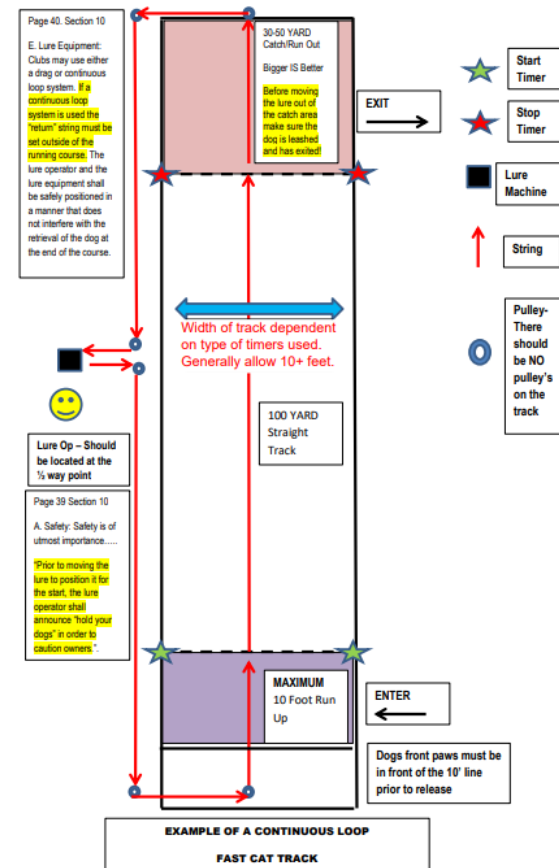 Page 40. Section 10
E. Lure Equipment:
Clubs may use either
a drag or continuous
loop system. If a
continuous loop
system is used the
"return" string must be
set outside of the
running course. The
lure operator and the
lure equipment shall
be safely positioned in
a manner that does
not interfere with the
retrieval of the dog at
the end of the course.
30-50 YARD
Catch/Run Out
Bigger IS Better
Before moving
the lure out of
the catch area
make sure the
dog is leashed
and has exited!
EXIT
Start
Timer
Stop
Timer
Lure
Machine
String
Pulley-
There
should
be NO
pulley's
on the
track
Width of track dependent
on type of timers used.
Generally allow 10+ feet.
100 YARD
Straight
Track
Lure Op – Should
be located at the
½ way point
Page 39 Section 10
A. Safety: Safety is of
utmost importance…..
"Prior to moving the
lure to position it for
the start, the lure
operator shall
announce "hold your
dogs" in order to
caution owners.".
MAXIMUM
10 Foot Run
Up
ENTER
Dogs front paws must be
in front of the 10' line
prior to release
EXAMPLE OF A CONTINUOUS LOOP
FAST CAT TRACK